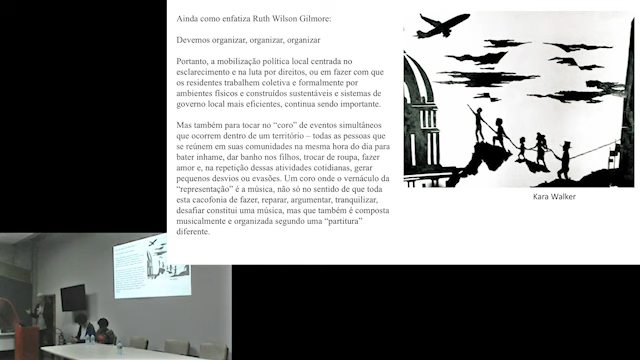 Ainda como enfatiza Ruth Wilson Gilmore:
Devemos organizar, organizar, organizar
Portanto, a mobilização política local centrada no
esclarecimento e na luta por direitos, ou em fazer com que
os residentes trabalhem coletiva e formalmente por
ambientes físicos e construídos sustentáveis e sistemas de
governo local mais eficientes, continua sendo importante.
Mas também para tocar no “coro” de eventos simultâneos
que ocorrem dentro de um território – todas as pessoas que
se reúnem em suas comunidades na mesma hora do dia para
bater inhame, dar banho nos filhos, trocar de roupa, fazer
amor e, na repetição dessas atividades cotidianas, gerar
pequenos desvios ou evasões. Um coro onde o vernáculo da
“representação” é a música, não só no sentido de que toda
esta cacofonia de fazer, reparar, argumentar, tranquilizar,
desafiar constitui uma música, mas que também é composta
musicalmente e organizada segundo uma “partitura”
diferente.
Kara Walker